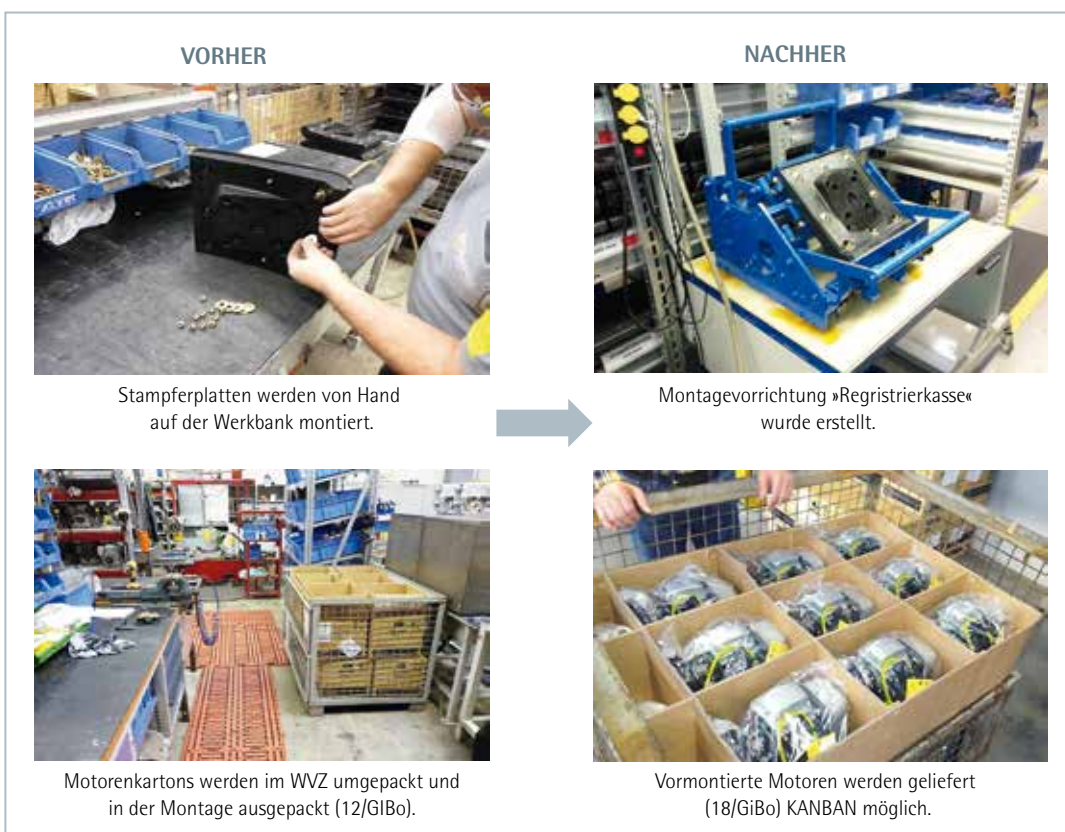 VORHER
NACHHER
Stampferplatten werden von Hand
auf der Werkbank montiert.
Montagevorrichtung »Regristrierkasse«
wurde erstellt.
Motorenkartons werden im WVZ umgepackt und
in der Montage ausgepackt (12/GIBo).
Vormontierte Motoren werden geliefert
(18/GiBo) KANBAN möglich.